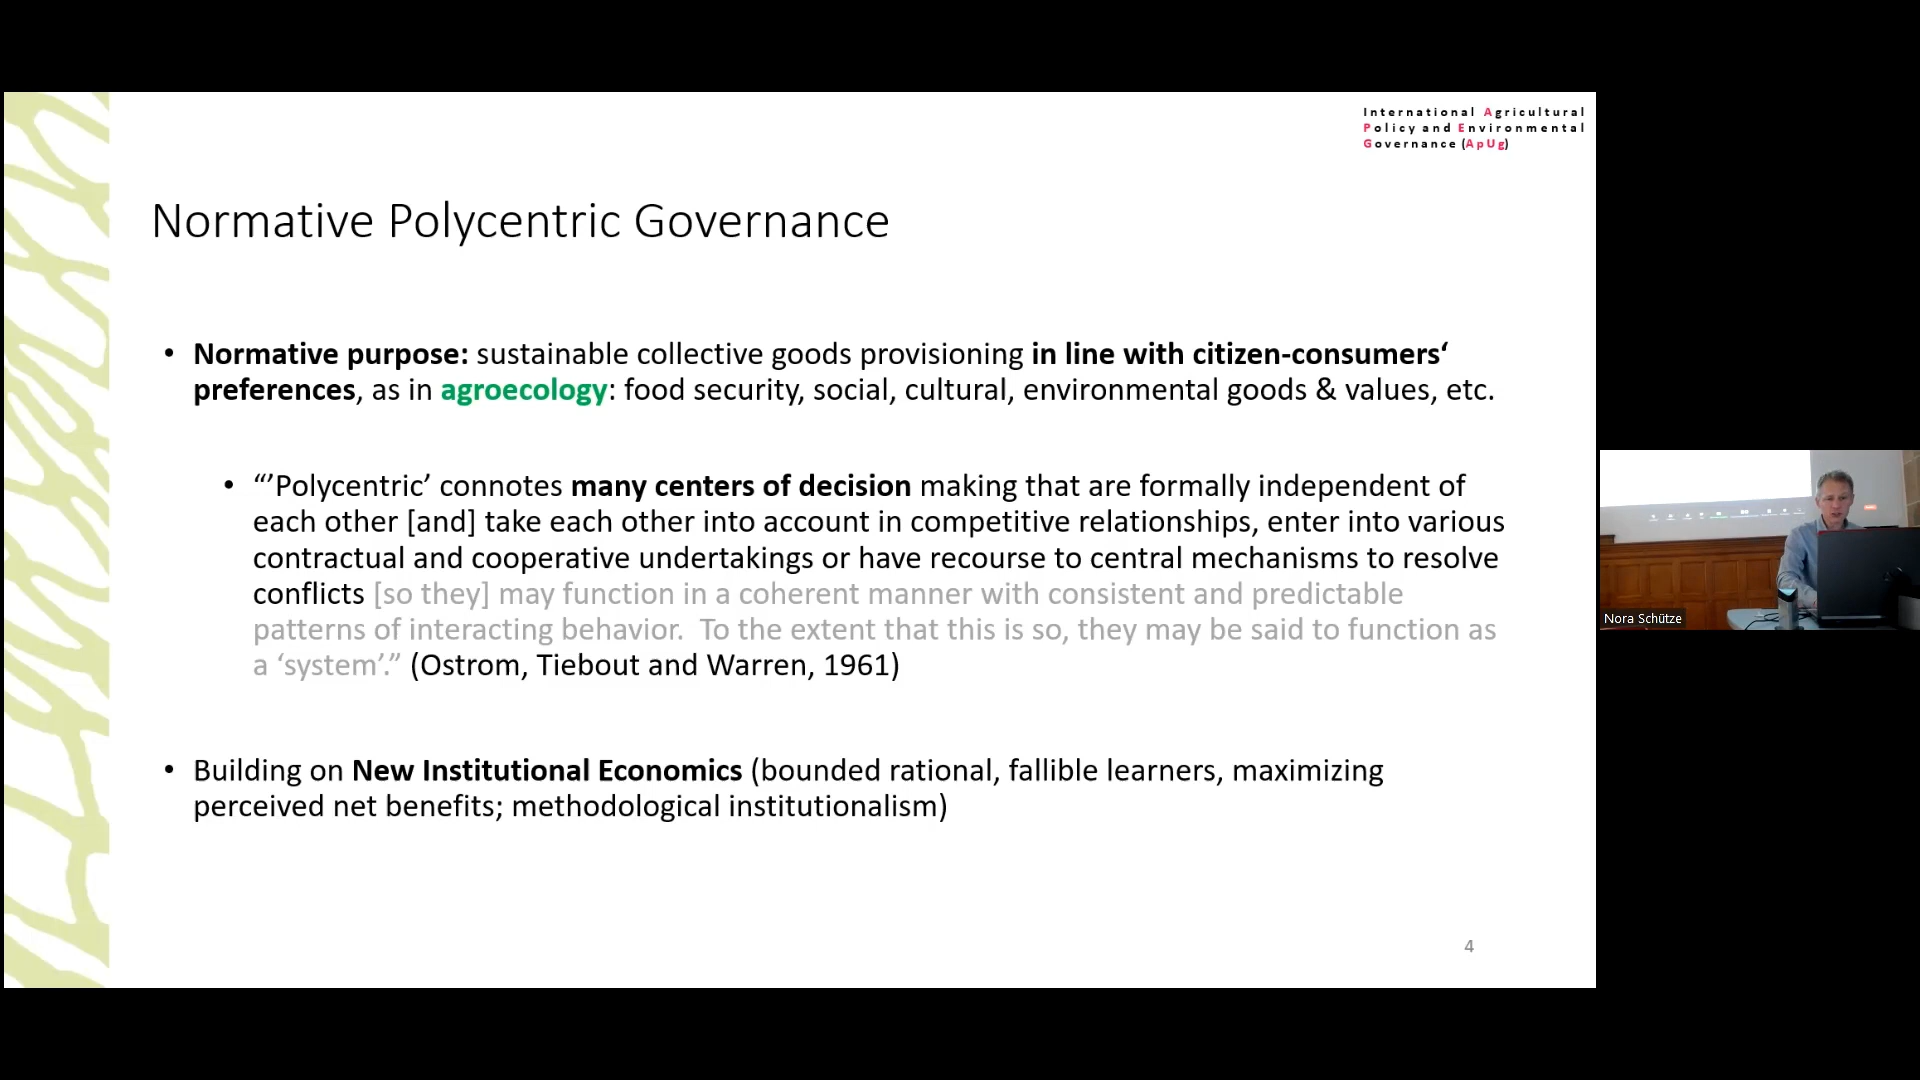 International Agricultural
Policy and Environmental
Governance (ApUg)
Normative Polycentric Governance
• Normative purpose: sustainable collective goods provisioning in line with citizen-consumers‘
preferences, as in agroecology: food security, social, cultural, environmental goods & values, etc.
• “’Polycentric’ connotes many centers of decision making that are formally independent of
each other [and] take each other into account in competitive relationships, enter into various
contractual and cooperative undertakings or have recourse to central mechanisms to resolve
conflicts [so they] may function in a coherent manner with consistent and predictable
patterns of interacting behavior.  To the extent that this is so, they may be said to function as
a ‘system’.” (Ostrom, Tiebout and Warren, 1961)
• Building on New Institutional Economics (bounded rational, fallible learners, maximizing
perceived net benefits; methodological institutionalism)
4
Nora Schütze